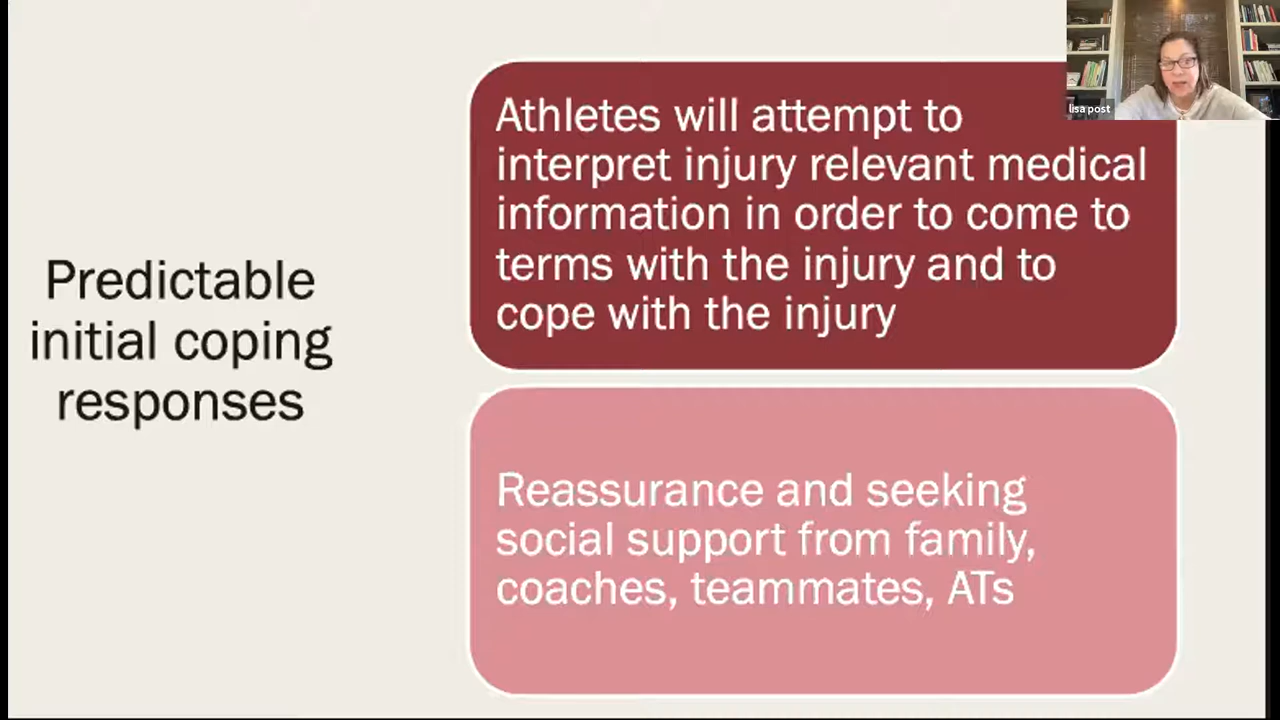 Predictable
initial coping
responses
Athletes will attempt to
interpret injury relevant medical
information in order to come to
terms with the injury and to
cope with the injury
Reassurance and seeking
social support from family,
coaches, teammates, ATs
lisa post